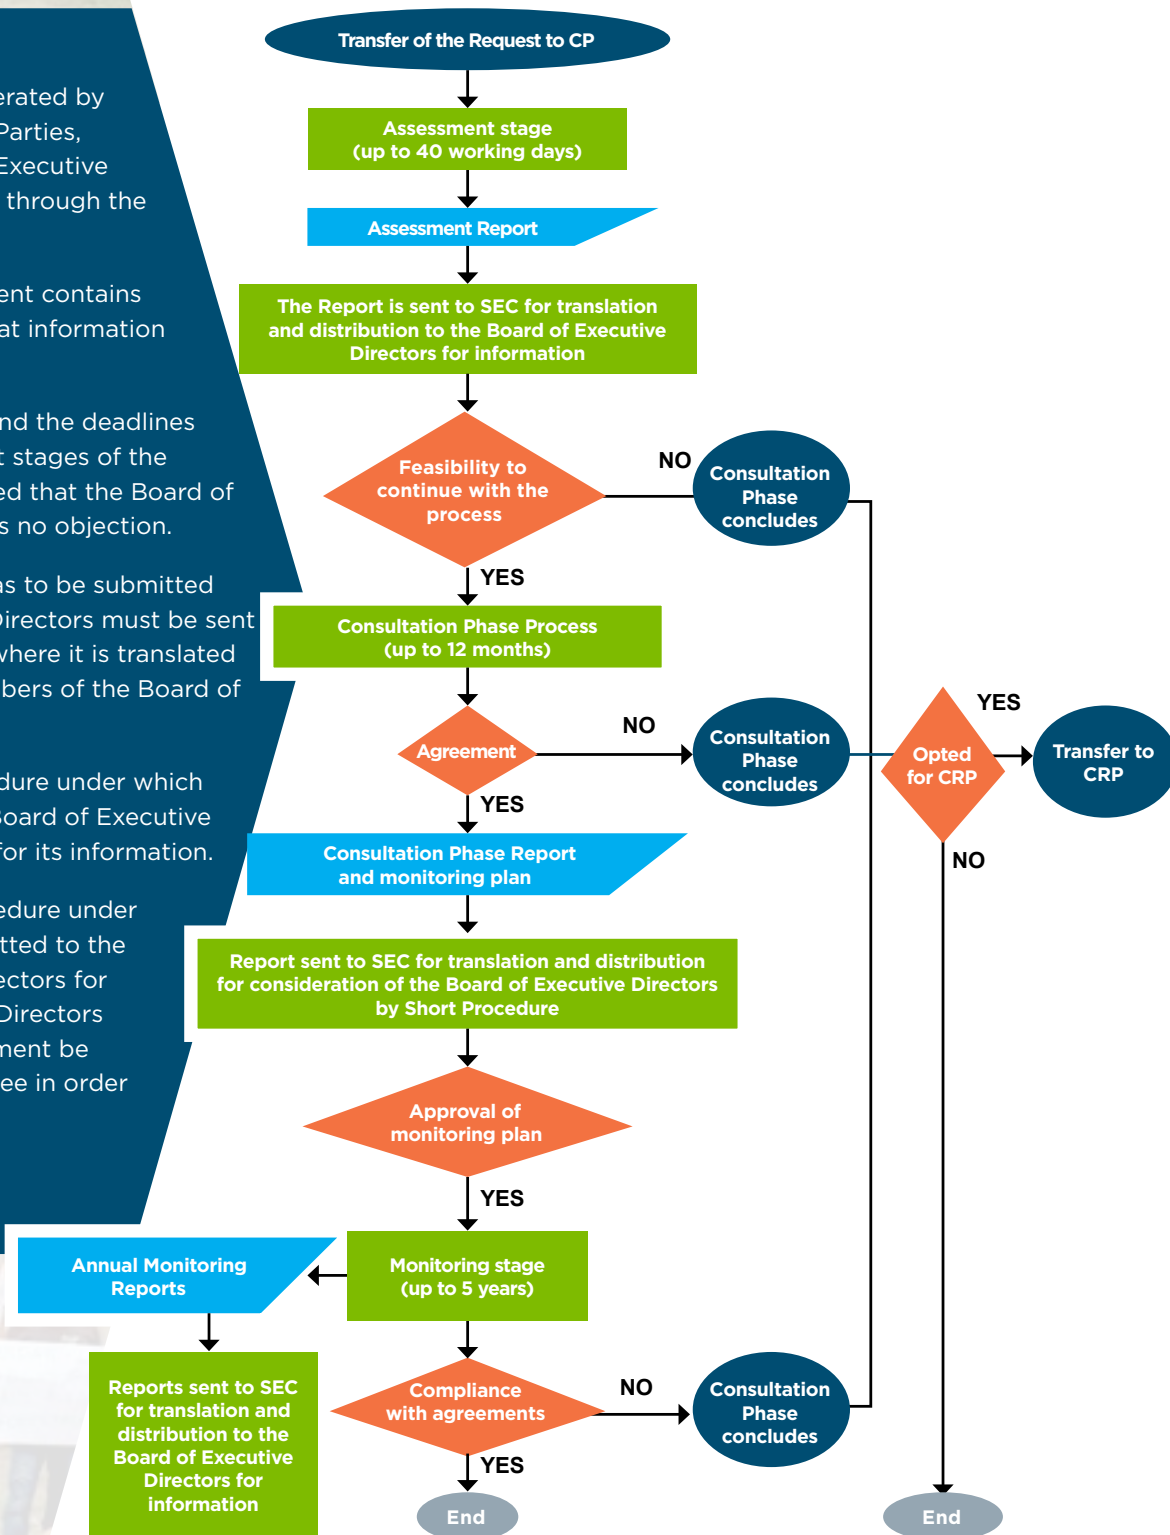 erated by
Parties,
Executive
through the
ent contains
at information
nd the deadlines
t stages of the
ed that the Board of
s no objection.
as to be submitted
Directors must be sent
where it is translated
bers of the Board of
dure under which
Board of Executive
for its information.
edure under
tted to the
ectors for
Directors
ment be
ee in order
Transfer of the Request to CP
Assessment stage
(up to 40 working days)
Assessment Report
The Report is sent to SEC for translation
and distribution to the Board of Executive
Directors for information
Feasibility to
continue with the
process
NO
Consultation
Phase
concludes
YES
Consultation Phase Process
(up to 12 months)
Agreement
NO
Consultation
Phase
concludes
Opted
for CRP
YES
Transfer to
CRP
NO
YES
Consultation Phase Report
and monitoring plan
Report sent to SEC for translation and distribution
for consideration of the Board of Executive Directors
by Short Procedure
Approval of
monitoring plan
YES
Annual Monitoring
Reports
Monitoring stage
(up to 5 years)
Reports sent to SEC
for translation and
distribution to the
Board of Executive
Directors for
information
Compliance
with agreements
NO
Consultation
Phase
concludes
YES
End
End